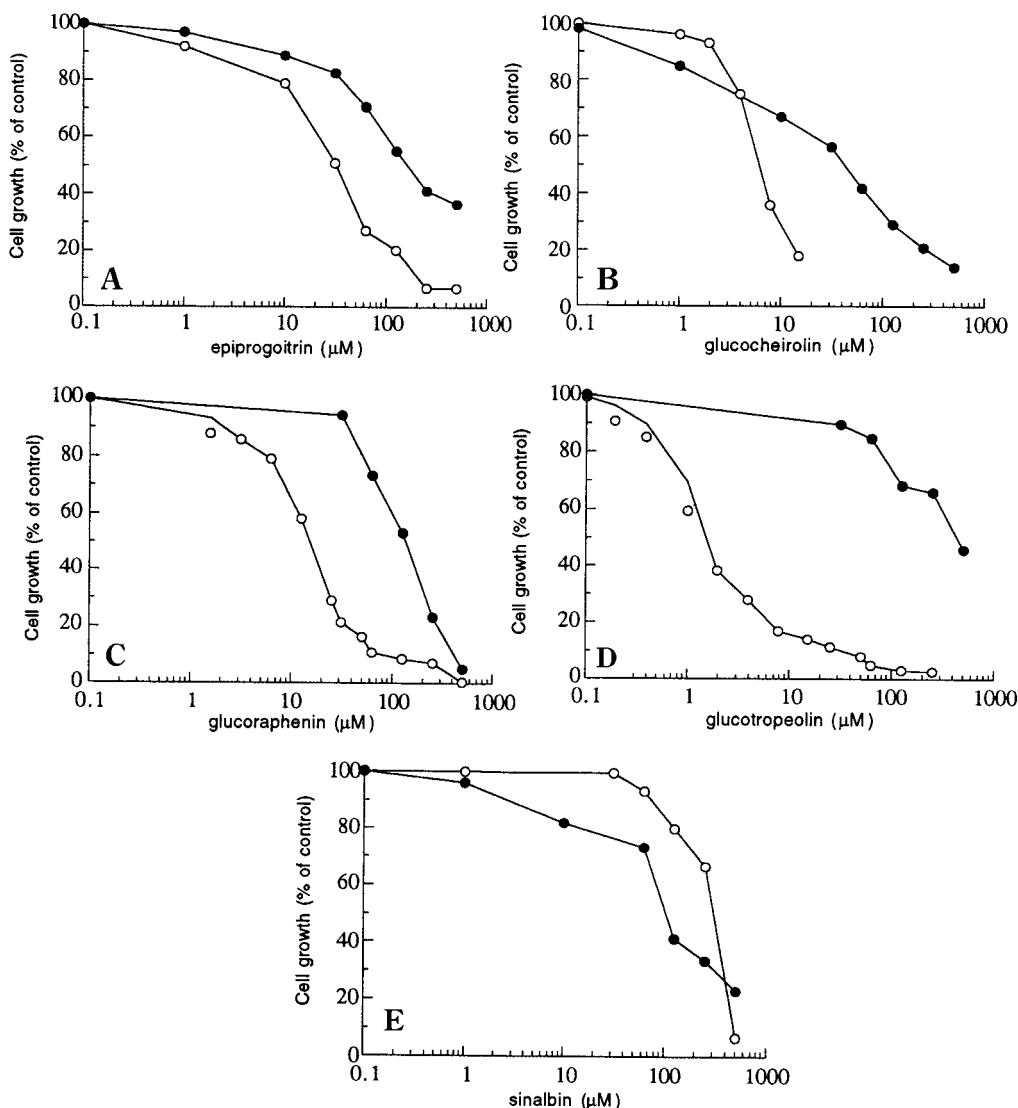 100
80
60
40
20
0
Cell growth (% of control)
A
0.1 1 10 100 1000
epiprogoitrin (μM)
100
80
60
40
20
0
Cell growth (% of control)
B
0.1 1 10 100 1000
glucocheirolin (μM)
100
80
60
40
20
0
Cell growth (% of control)
C
0.1 1 10 100 1000
glucoraphenin (μM)
100
80
60
40
20
0
Cell growth (% of control)
D
0.1 1 10 100 1000
glucotropeolin (μM)
100
80
60
40
20
0
Cell growth (% of control)
E
0.1 1 10 100 1000
sinalbin (μM)